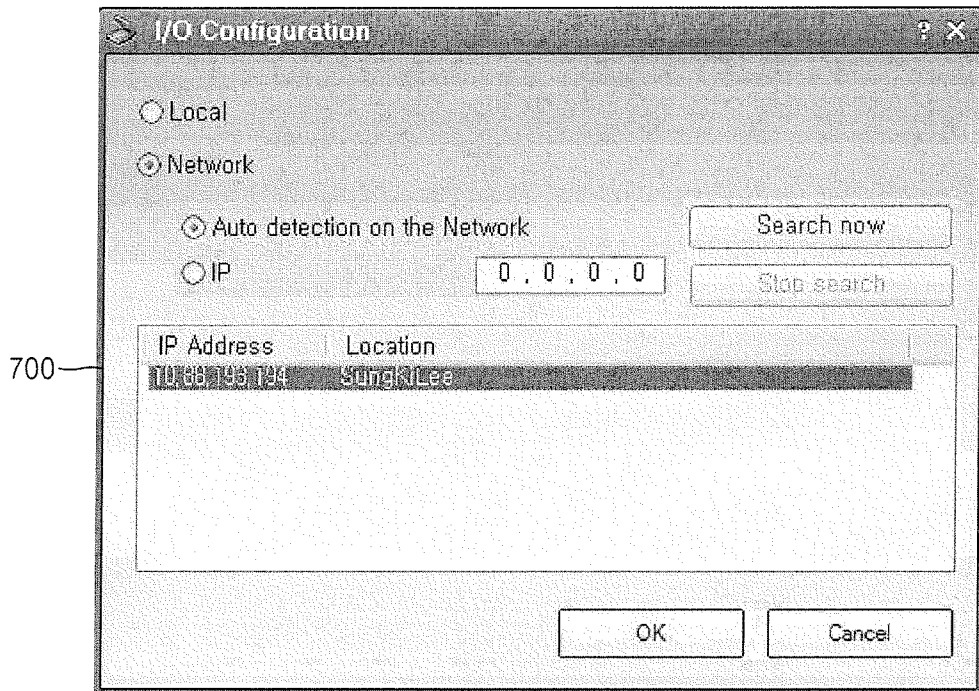 I/O Configuration
Local
Network
Auto detection on the Network
Search now
IP
0 . 0 . 0 . 0
Stop search
IP Address Location
700
10.88.193.194 SungKiLee
OK
Cancel